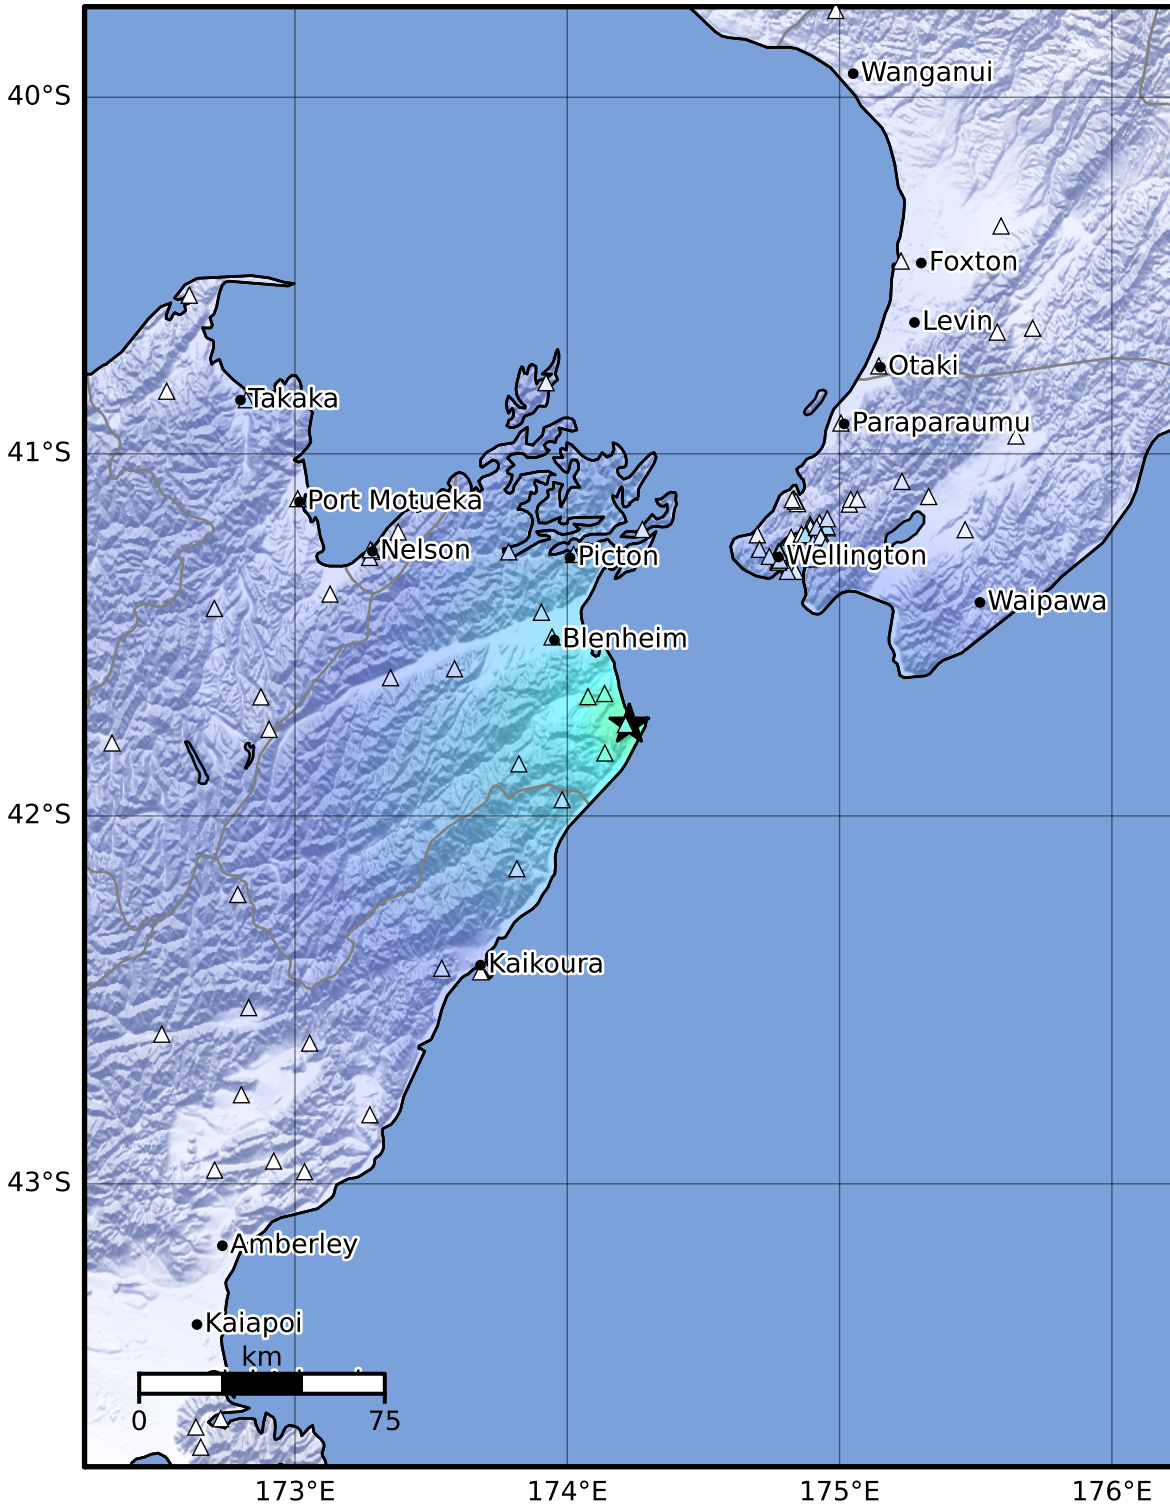 Wanganui
40°S
Foxton
Levin
Otaki
Takaka
Paraparaumu
41°S
Port Motueka
Nelson
Picton
Wellington
Waipawa
Blenheim
42°S
Kaikoura
43°S
Amberley
Kaiapoi
km
0
75
173°E
174°E
175°E
176°E